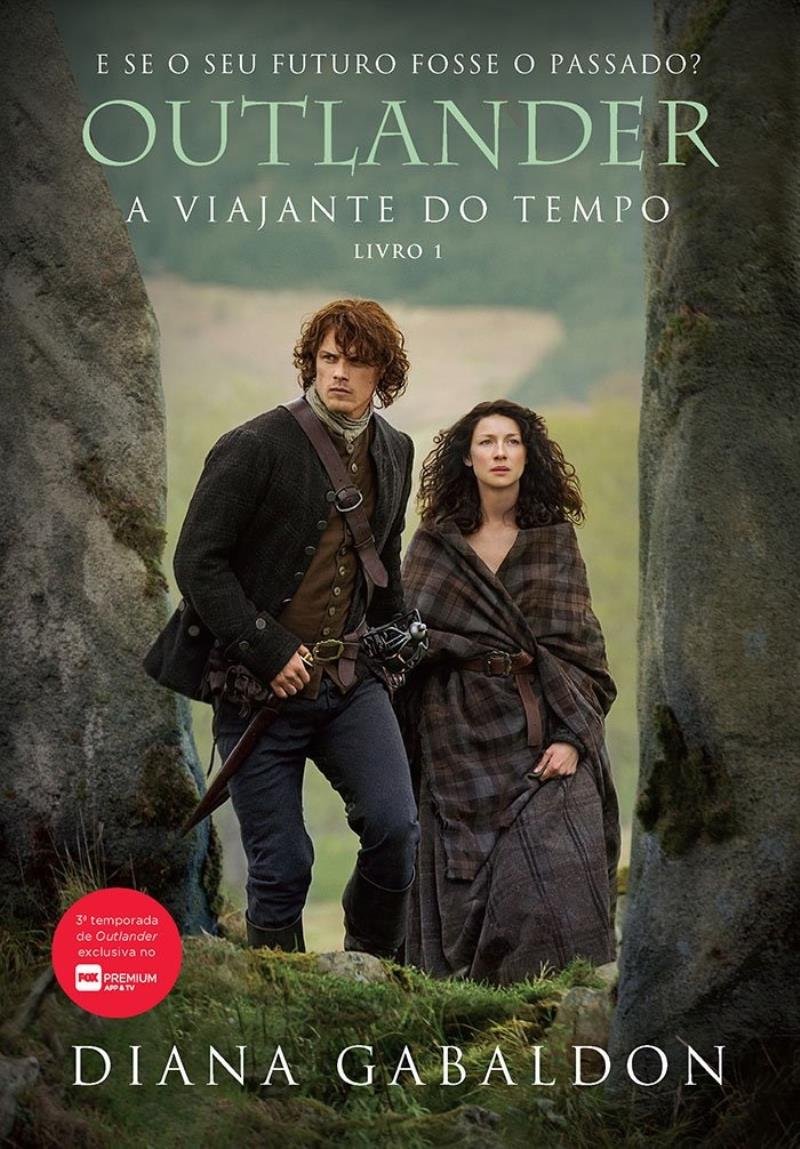 E SE O SEU FUTURO FOSSE O PASSADO?
OUTLANDER
A VIAJANTE DO TEMPO
LIVRO 1
3ª temporada
de Outlander
exclusiva no
FOX PREMIUM
APP & TV
DIANA GABALDON